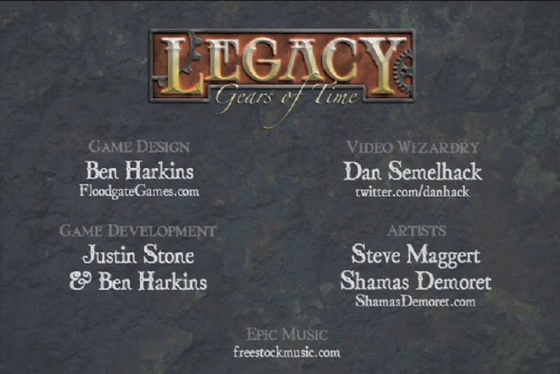 LEGACY
Gears of Time
GAME DESIGN
Ben Harkins
FloodgateGames.com
VIDEO WIZARDRY
Dan Semelhack
twitter.com/danhack
GAME DEVELOPMENT
Justin Stone
& Ben Harkins
ARTISTS
Steve Maggert
Shamas Demoret
ShamasDemoret.com
EPIC MUSIC
freestockmusic.com